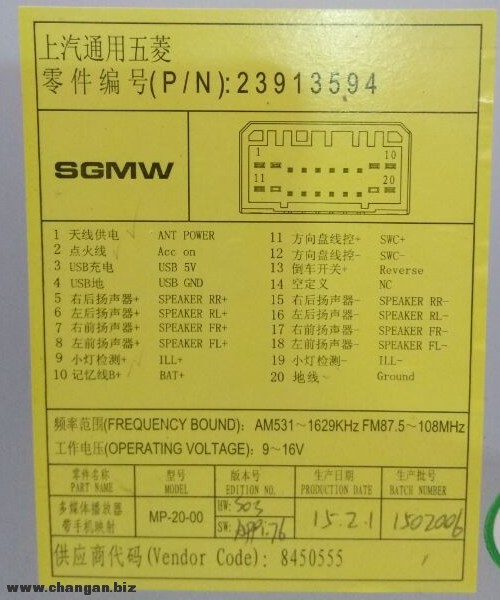 上汽通用五菱
零件编号(P/N):23913594
SGMW
1 10
11 20
1 天线供电 ANT POWER
2 点火线 Acc on
3 USB充电 USB 5V
4 USB地 USB GND
5 右后扬声器+ SPEAKER RR+
6 左后扬声器+ SPEAKER RL+
7 右前扬声器+ SPEAKER FR+
8 左前扬声器+ SPEAKER FL+
9 小灯检测+ ILL+
10 记忆线B+ BAT+
11 方向盘线控+ SWC+
12 方向盘线控- SWC-
13 倒车开关+ Reverse
14 空定义 NC
15 右后扬声器- SPEAKER RR-
16 左后扬声器- SPEAKER RL-
17 右前扬声器- SPEAKER FR-
18 左前扬声器- SPEAKER FL-
19 小灯检测- ILL-
20 地线 Ground
频率范围(FREQUENCY BOUND): AM531~1629KHz FM87.5~108MHz
工作电压(OPERATING VOLTAGE): 9~16V
零件名称 型号 版本号 生产日期 生产批号
PART NAME MODEL EDITION NO. PRODUCTION DATE BATCH NUMBER
多媒体播放器 MP-20-00 HW: 503 15.2.1 1502006
带手机映射 SW:
供应商代码(Vendor Code): 8450555
www.changan.biz